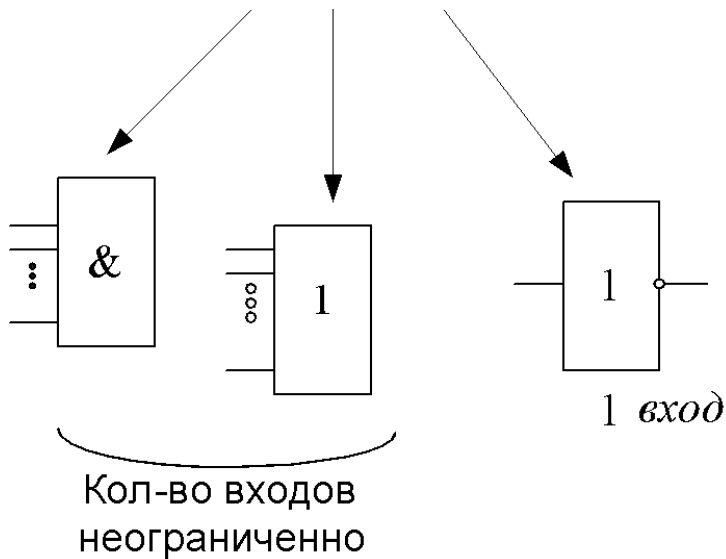 &
1
1
1 вход
Кол-во входов
неограниченно